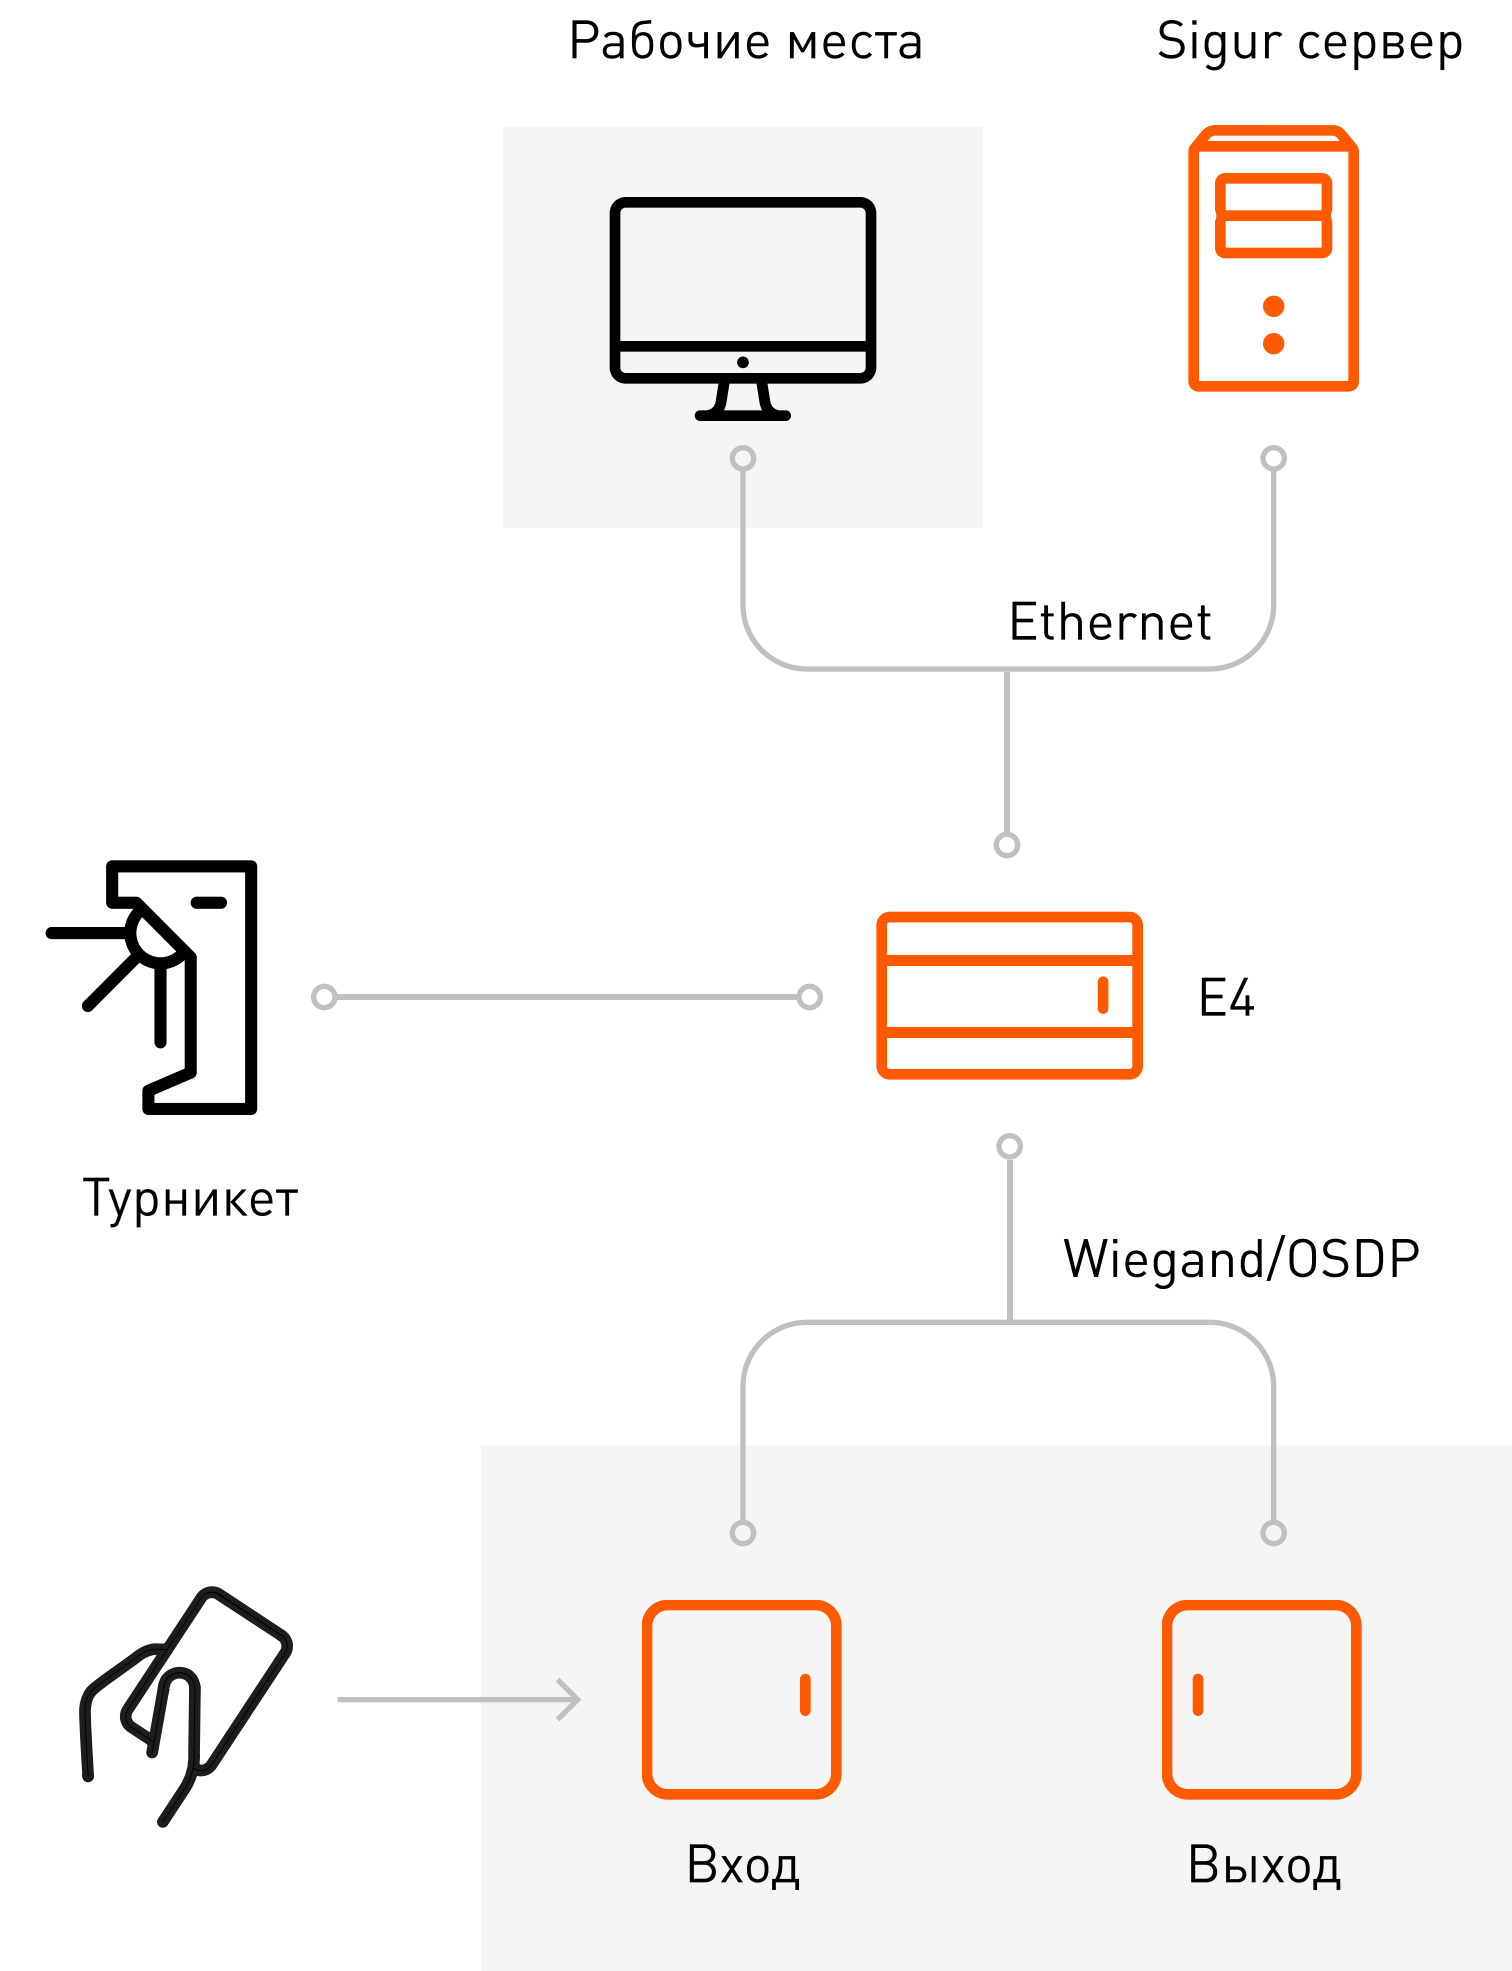 Рабочие места
Sigur сервер
Ethernet
E4
Турникет
Wiegand/OSDP
Вход
Выход